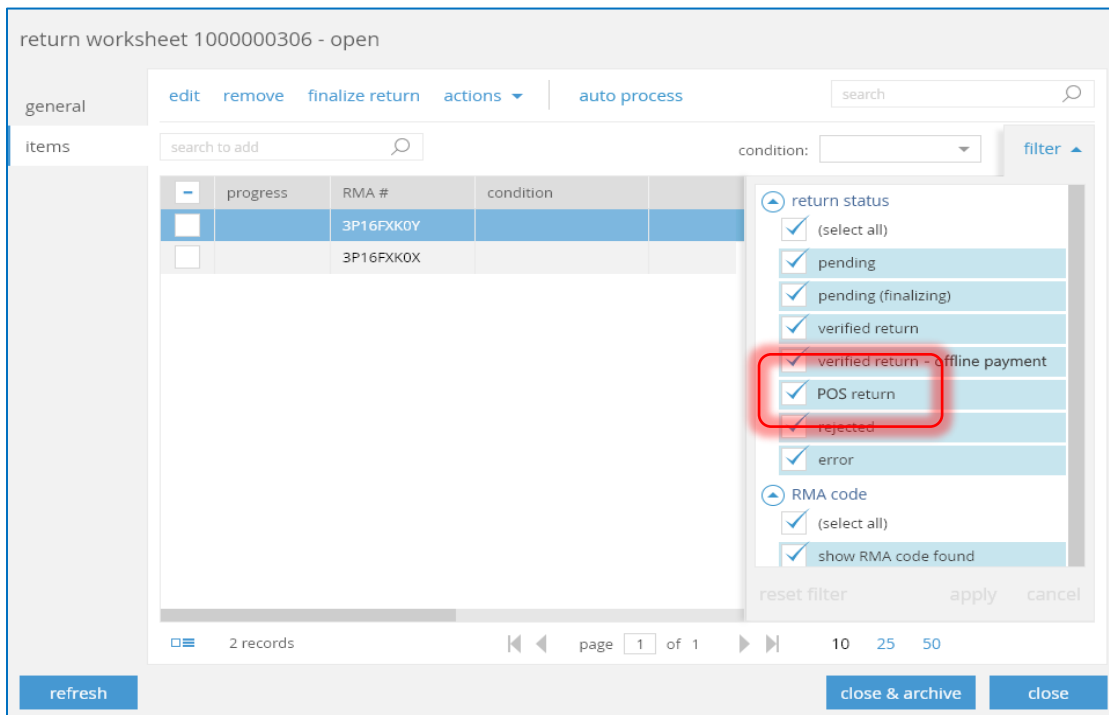 return worksheet 1000000306 - open
general
items
edit remove finalize return actions auto process search
search to add condition: filter
progress RMA # condition
3P16FXK0Y
3P16FXK0X
return status
(select all)
pending
pending (finalizing)
verified return
verified return - offline payment
POS return
rejected
error
RMA code
(select all)
show RMA code found
reset filter apply cancel
2 records page 1 of 1 10 25 50
refresh close & archive close